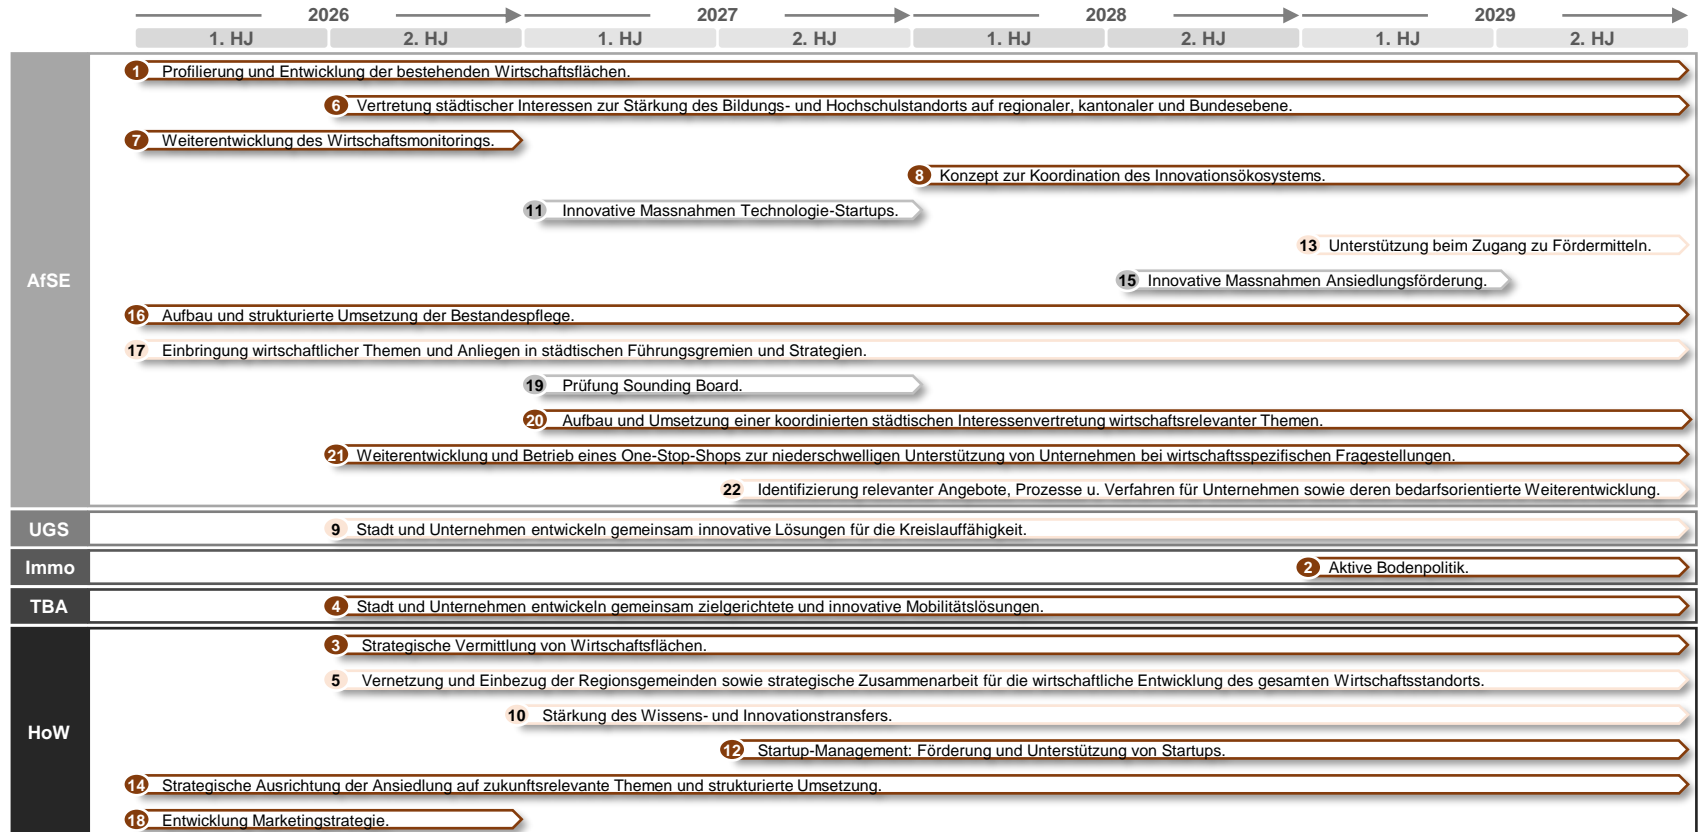 2026 2027 2028 2029
1. HJ 2. HJ 1. HJ 2. HJ 1. HJ 2. HJ 1. HJ 2. HJ
AfSE
1 Profilierung und Entwicklung der bestehenden Wirtschaftsflächen.
6 Vertretung städtischer Interessen zur Stärkung des Bildungs- und Hochschulstandorts auf regionaler, kantonaler und Bundesebene.
7 Weiterentwicklung des Wirtschaftsmonitorings.
8 Konzept zur Koordination des Innovationsökosystems.
11 Innovative Massnahmen Technologie-Startups.
13 Unterstützung beim Zugang zu Fördermitteln.
15 Innovative Massnahmen Ansiedlungsförderung.
16 Aufbau und strukturierte Umsetzung der Bestandespflege.
17 Einbringung wirtschaftlicher Themen und Anliegen in städtischen Führungsgremien und Strategien.
19 Prüfung Sounding Board.
20 Aufbau und Umsetzung einer koordinierten städtischen Interessenvertretung wirtschaftsrelevanter Themen.
21 Weiterentwicklung und Betrieb eines One-Stop-Shops zur niederschwelligen Unterstützung von Unternehmen bei wirtschaftsspezifischen Fragestellungen.
22 Identifizierung relevanter Angebote, Prozesse u. Verfahren für Unternehmen sowie deren bedarfsorientierte Weiterentwicklung.
UGS
9 Stadt und Unternehmen entwickeln gemeinsam innovative Lösungen für die Kreislauffähigkeit.
Immo
2 Aktive Bodenpolitik.
TBA
4 Stadt und Unternehmen entwickeln gemeinsam zielgerichtete und innovative Mobilitätslösungen.
HoW
3 Strategische Vermittlung von Wirtschaftsflächen.
5 Vernetzung und Einbezug der Regionsgemeinden sowie strategische Zusammenarbeit für die wirtschaftliche Entwicklung des gesamten Wirtschaftsstandorts.
10 Stärkung des Wissens- und Innovationstransfers.
12 Startup-Management: Förderung und Unterstützung von Startups.
14 Strategische Ausrichtung der Ansiedlung auf zukunftsrelevante Themen und strukturierte Umsetzung.
18 Entwicklung Marketingstrategie.